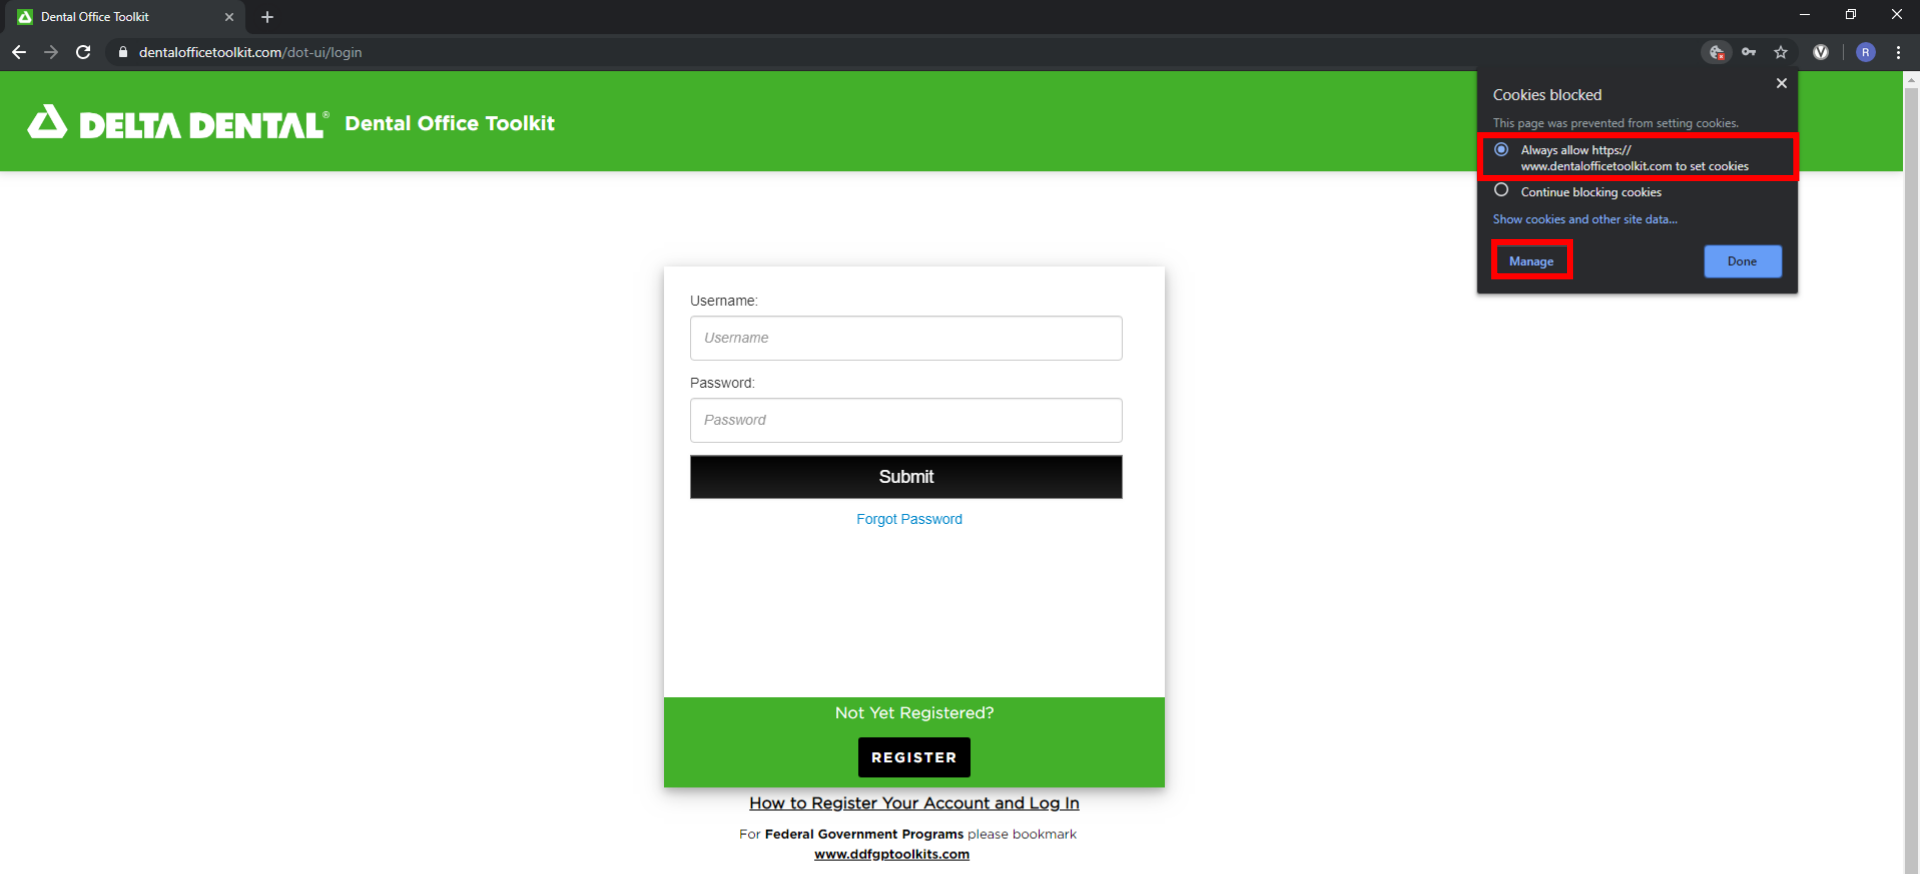 Dental Office Toolkit
dentalofficetoolkit.com/dot-ui/login
R
DELTA DENTAL® Dental Office Toolkit
Cookies blocked
This page was prevented from setting cookies.
Always allow https://
www.dentalofficetoolkit.com to set cookies
Continue blocking cookies
Show cookies and other site data...
Manage Done
Username:
Username
Password:
Password
Submit
Forgot Password
Not Yet Registered?
REGISTER
How to Register Your Account and Log In
For Federal Government Programs please bookmark
www.ddfgptoolkits.com